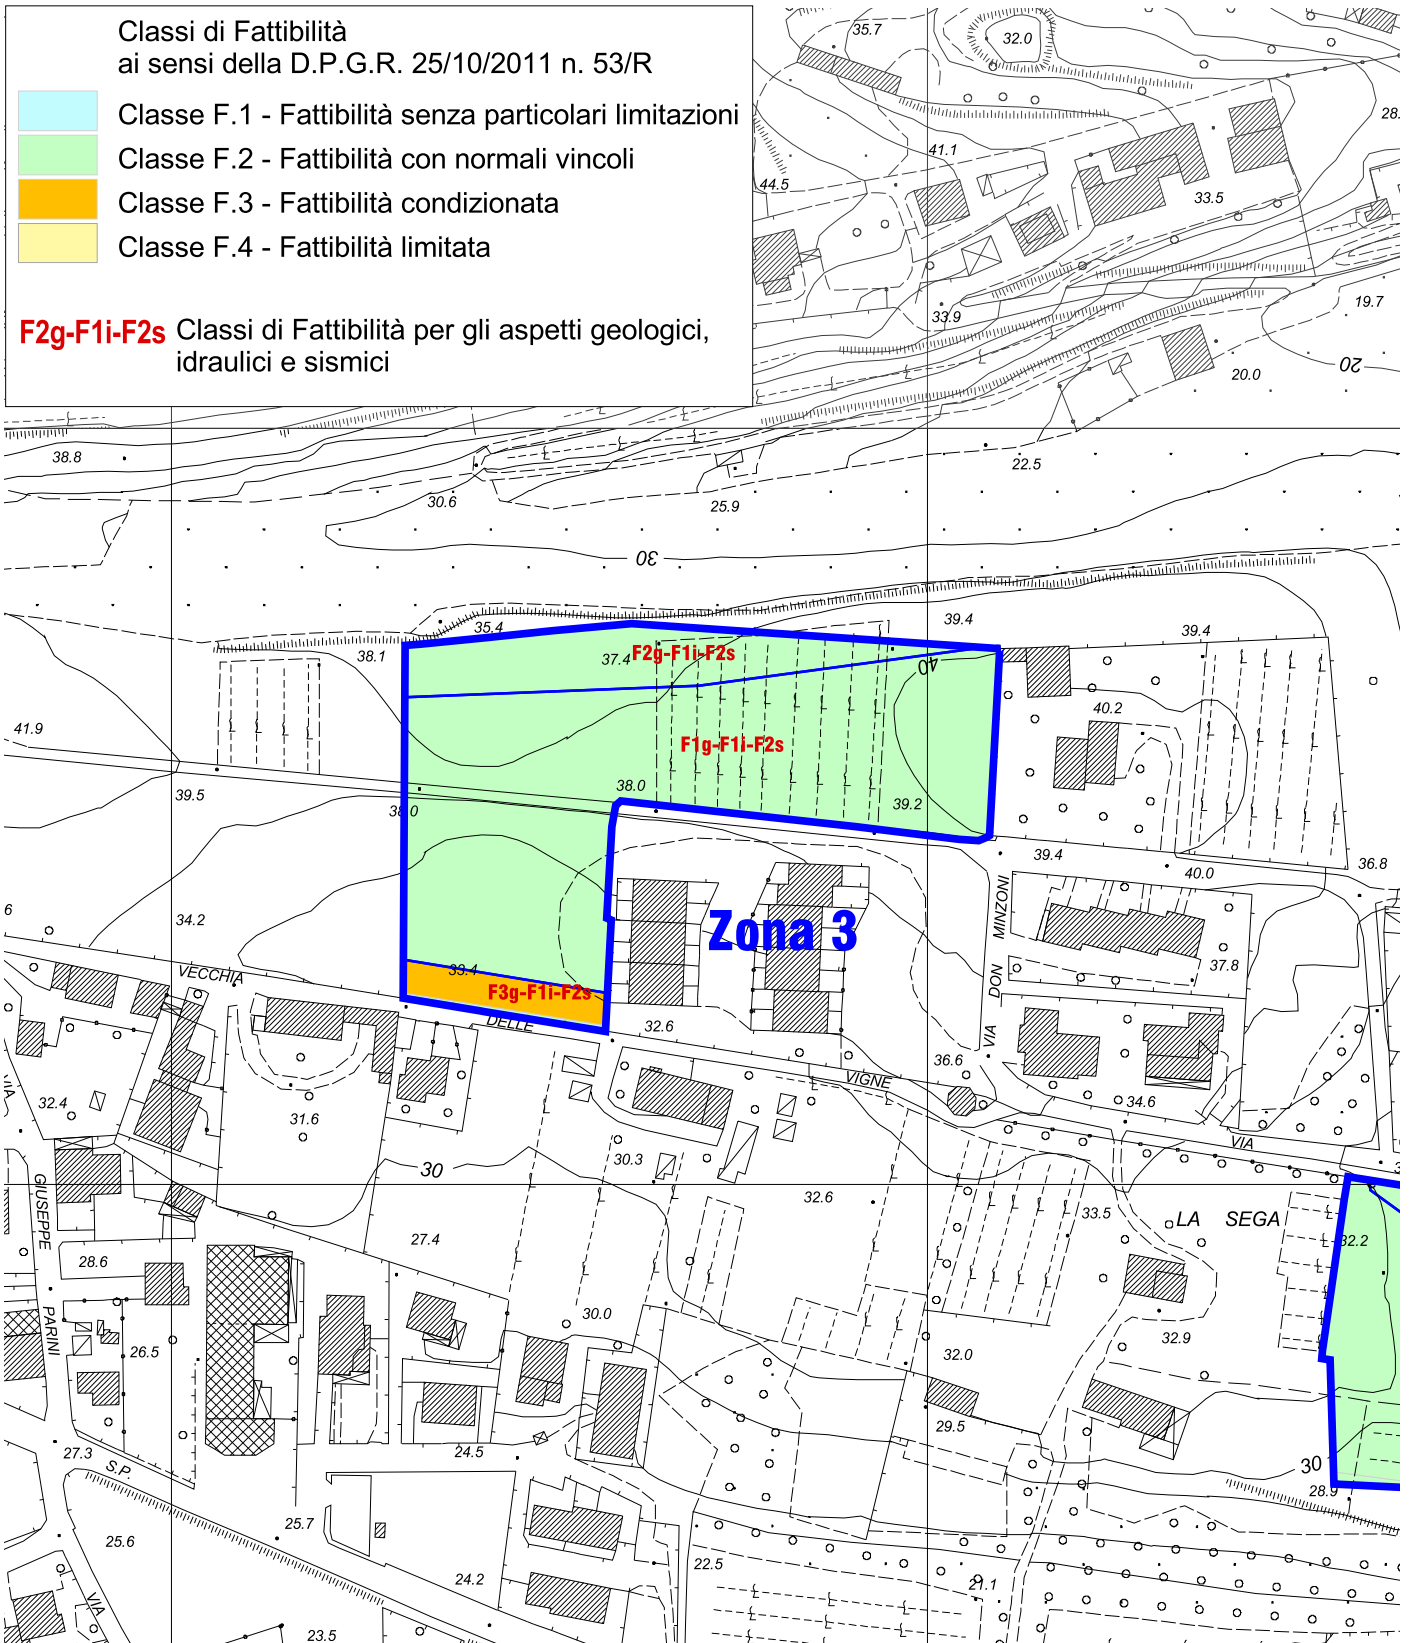 Classi di Fattibilità
ai sensi della D.P.G.R. 25/10/2011 n. 53/R
Classe F.1 - Fattibilità senza particolari limitazioni
Classe F.2 - Fattibilità con normali vincoli
Classe F.3 - Fattibilità condizionata
Classe F.4 - Fattibilità limitata
F2g-F1i-F2s Classi di Fattibilità per gli aspetti geologici,
idraulici e sismici
35.7
32.0
28.
41.1
44.5
33.5
19.7
33.9
20
20.0
38.8
22.5
30.6
25.9
30
35.4
39.4
39.4
38.1
37.4
F2g-F1i-F2s
40
40.2
41.9
F1g-F1i-F2s
39.5
38.0
38.0
39.2
39.4
40.0
36.8
6
34.2
Zona 3
VIA DON MINZONI
37.8
VECCHIA
33.4
F3g-F1i-F2s
DELLE
32.6
36.6
VIGNE
VIA
32.4
31.6
34.6
VIA
30
30.3
32.6
33.5
LA SEGA
32.2
GIUSEPPE
PARINI
28.6
27.4
26.5
30.0
32.0
32.9
29.5
27.3
S.P.
24.5
30
28.9
25.6
25.7
22.5
24.2
21.1
VIA
23.5